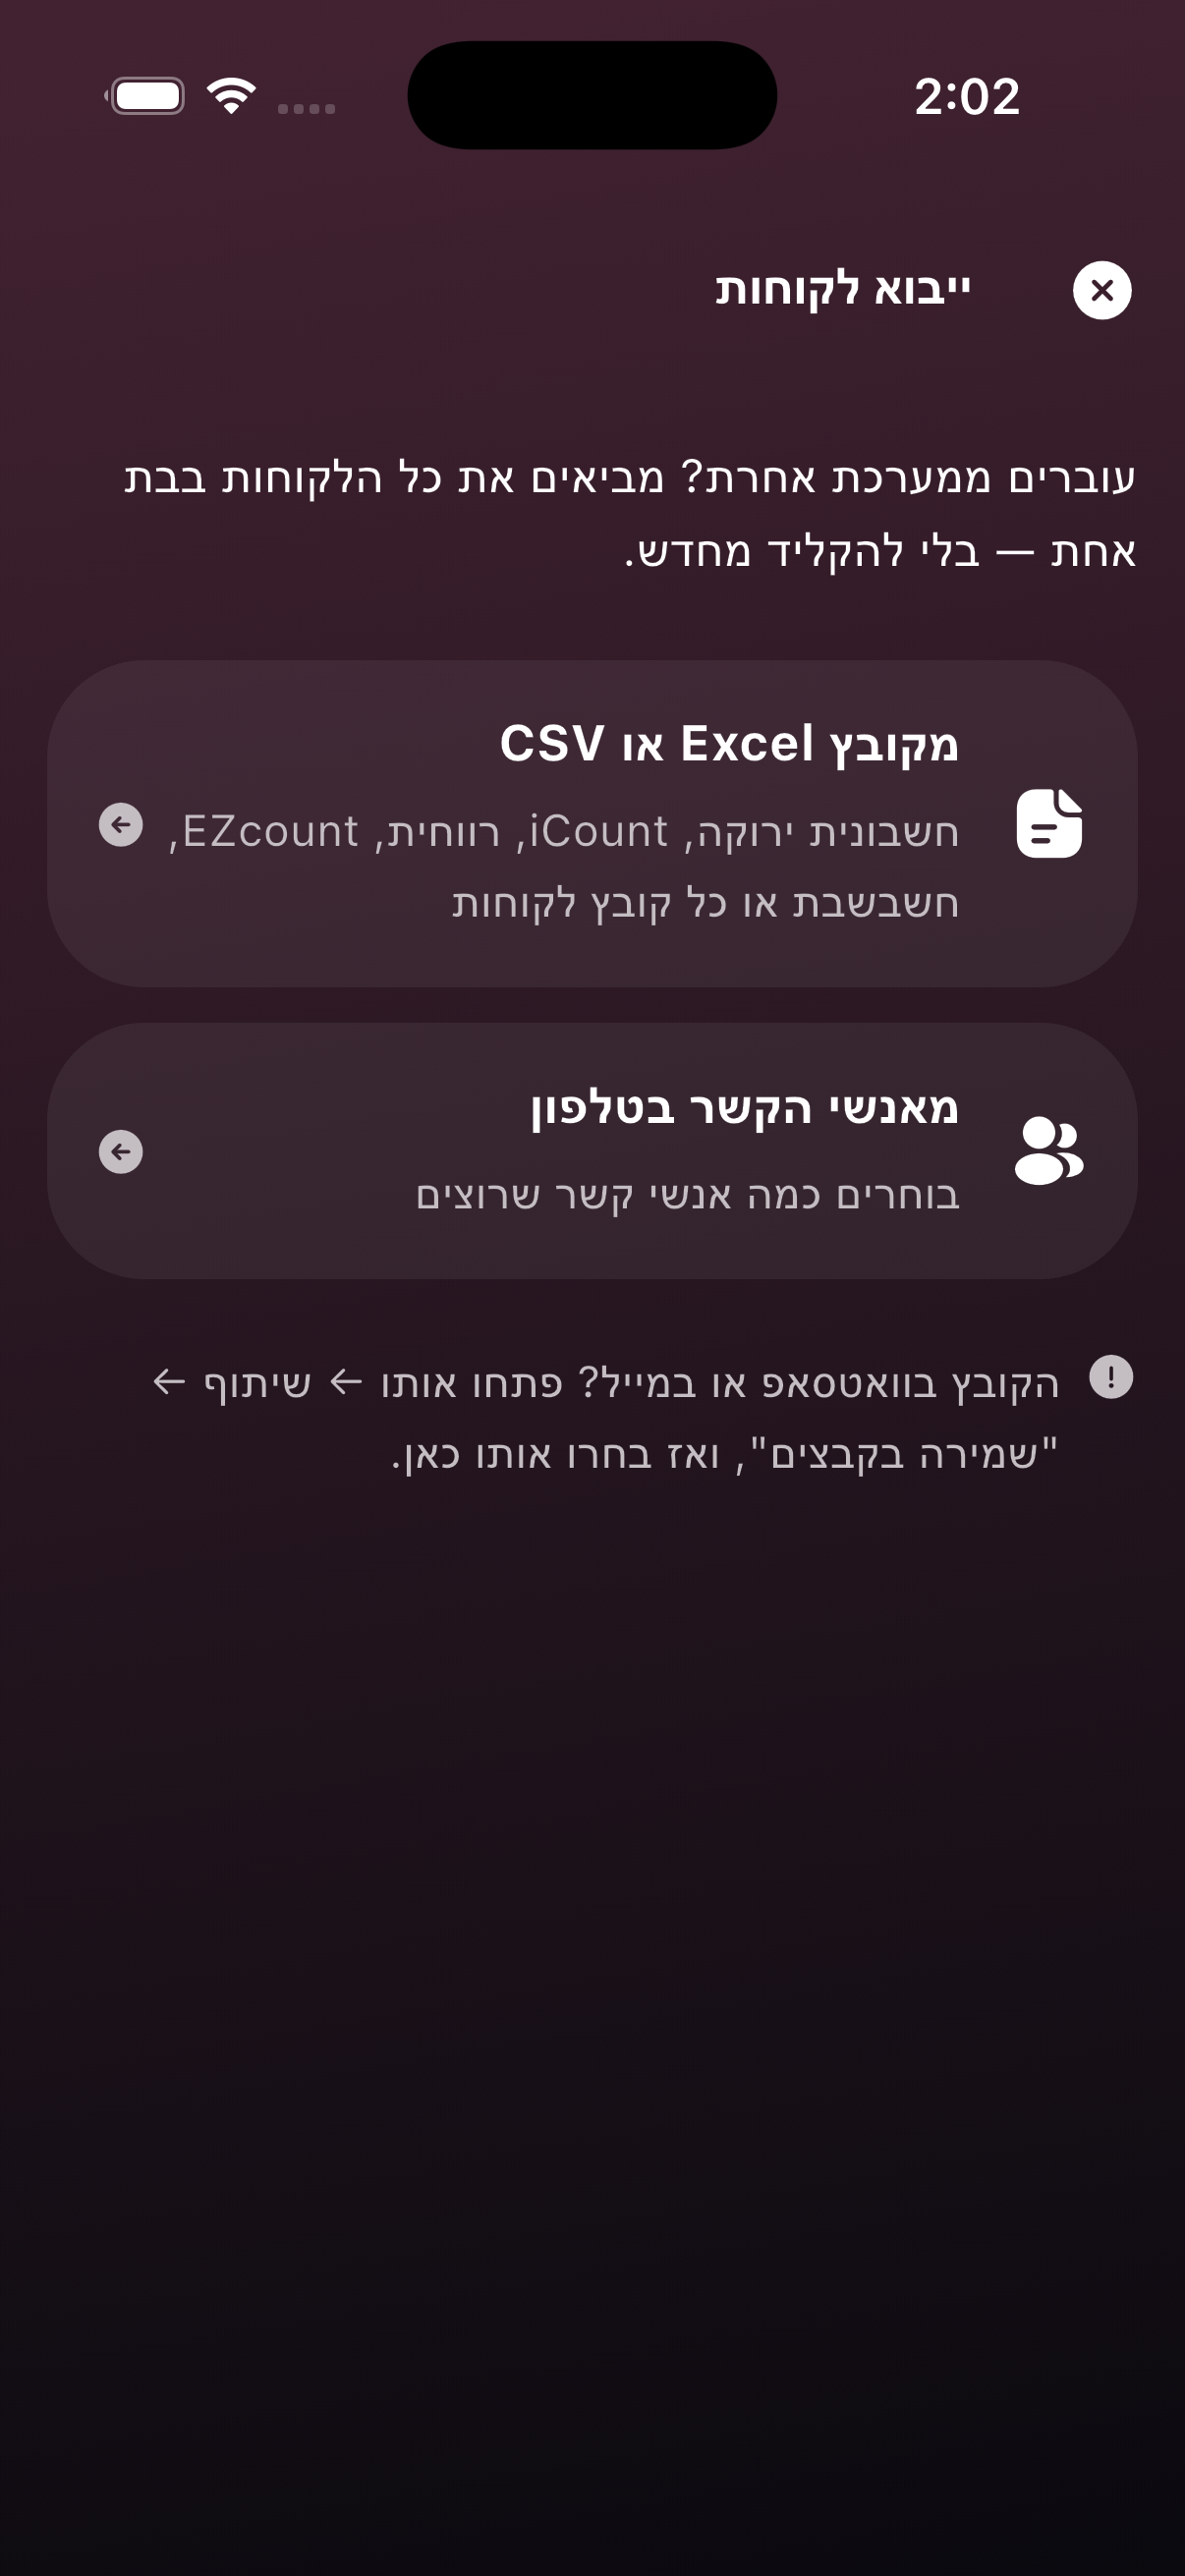 2:02
ייבוא לקוחות
עוברים ממערכת אחרת? מביאים את כל הלקוחות בבת
אחת — בלי להקליד מחדש.
מקובץ Excel או CSV
חשבונית ירוקה, iCount, רווחית, EZcount,
חשבשבת או כל קובץ לקוחות
מאנשי הקשר בטלפון
בוחרים כמה אנשי קשר שרוצים
הקובץ בוואטסאפ או במייל? פתחו אותו ← שיתוף ←
"שמירה בקבצים", ואז בחרו אותו כאן.